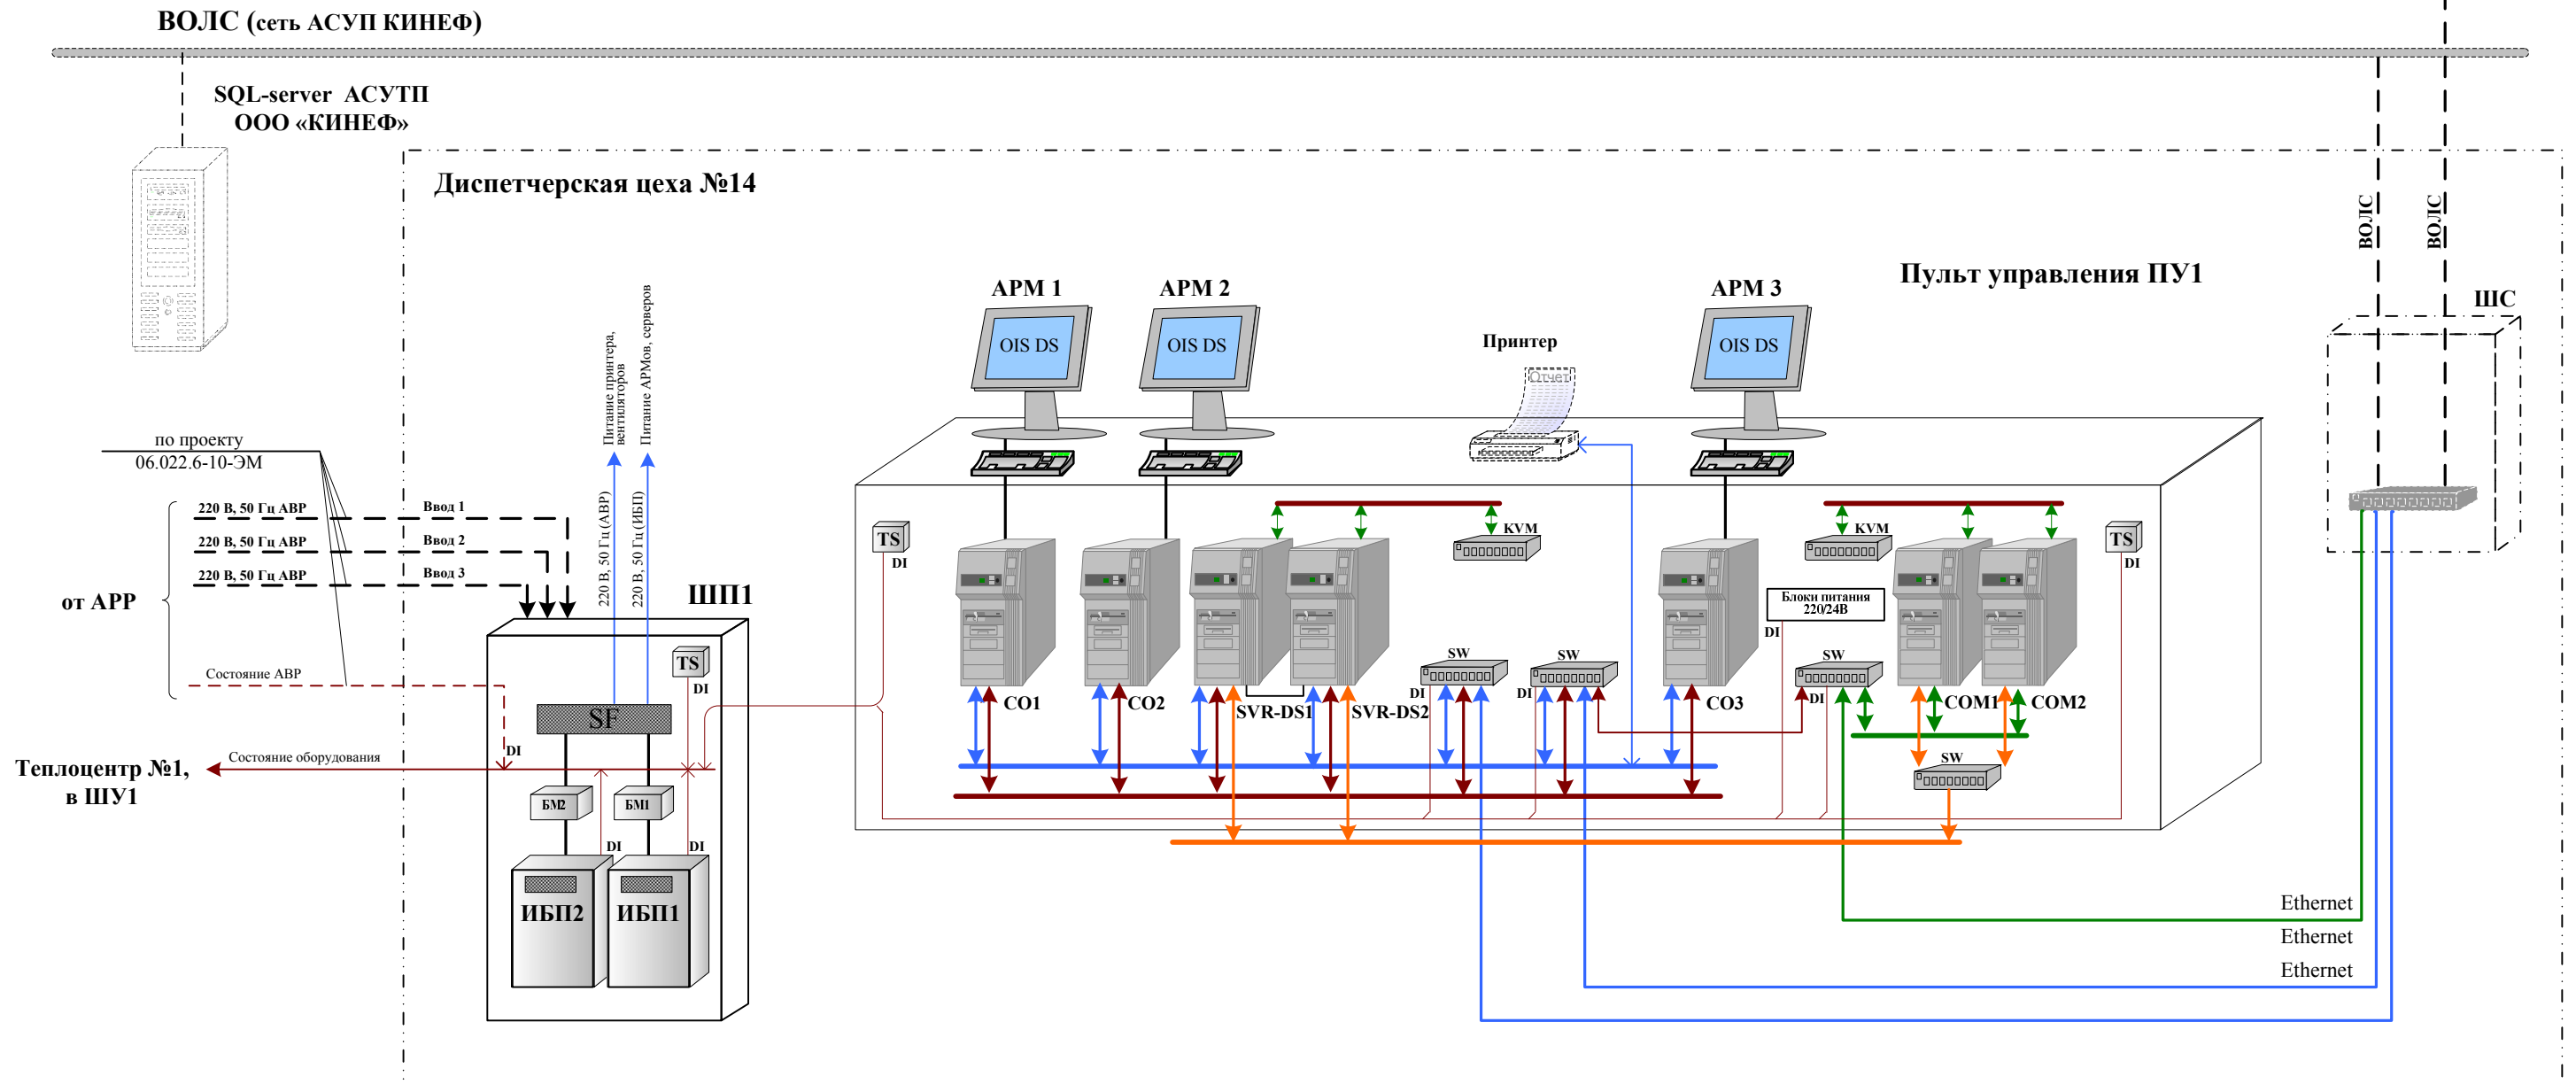 ВОЛС (сеть АСУП КИНЕФ)
SQL-server АСУТП
ООО «КИНЕФ»
Диспетчерская цеха №14
ВОЛС
ВОЛС
Пульт управления ПУ1
ШС
АРМ 1
АРМ 2
АРМ 3
OIS DS
OIS DS
OIS DS
Принтер
Отчет
Питание принтера,
вентиляторов
Питание АРМов, серверов
220 В, 50 Гц (АВР)
220 В, 50 Гц (ИБП)
по проекту
06.022.6-10-ЭМ
220 В, 50 Гц АВР
Ввод 1
220 В, 50 Гц АВР
Ввод 2
220 В, 50 Гц АВР
Ввод 3
от АРР
ШП1
Состояние АВР
TS
DI
SF
DI
Состояние оборудования
Теплоцентр №1,
в ШУ1
БМ2
БМ1
DI
DI
ИБП2
ИБП1
TS
DI
KVM
KVM
TS
DI
Блоки питания
220/24В
DI
SW
SW
SW
DI
DI
DI
СО1
СО2
SVR-DS1
SVR-DS2
СО3
COM1
COM2
SW
Ethernet
Ethernet
Ethernet